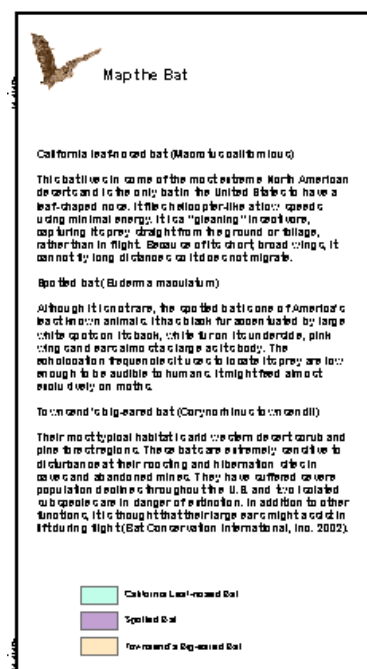 Map the Bat
California leaf-nosed bat (Macrotus californicus)
This bat lives in some of the most extreme North American
deserts and is the only bat in the United States to have a
leaf-shaped nose. It flies helicopter-like at low speeds
using minimal energy. It is a "gleaning" insectivore,
capturing its prey straight from the ground or foliage,
rather than in flight. Because of its short, broad wings, it
cannot fly long distances so it does not migrate.
Spotted bat (Euderma maculatum)
Although it is not rare, the spotted bat is one of America's
least known animals. It has black fur accentuated by large
white spots on its back, white fur on its underside, pink
wings and ears almost as large as its body. The
echolocation frequencies it uses to locate its prey are low
enough to be audible to humans. It might feed almost
exclusively on moths.
Townsend's big-eared bat (Corynorhinus townsendii)
Their most typical habitat is arid western desert scrub and
pine forest regions. These bats are extremely sensitive to
disturbance at their roosting and hibernation sites in
caves and abandoned mines. They have suffered severe
population declines throughout the U.S. and two isolated
subspecies are in danger of extinction. In addition to other
functions, it is thought that their large ears might assist in
lift during flight (Bat Conservation International, Inc. 2002).
California Leaf-nosed Bat
Spotted Bat
Townsend's Big-eared Bat